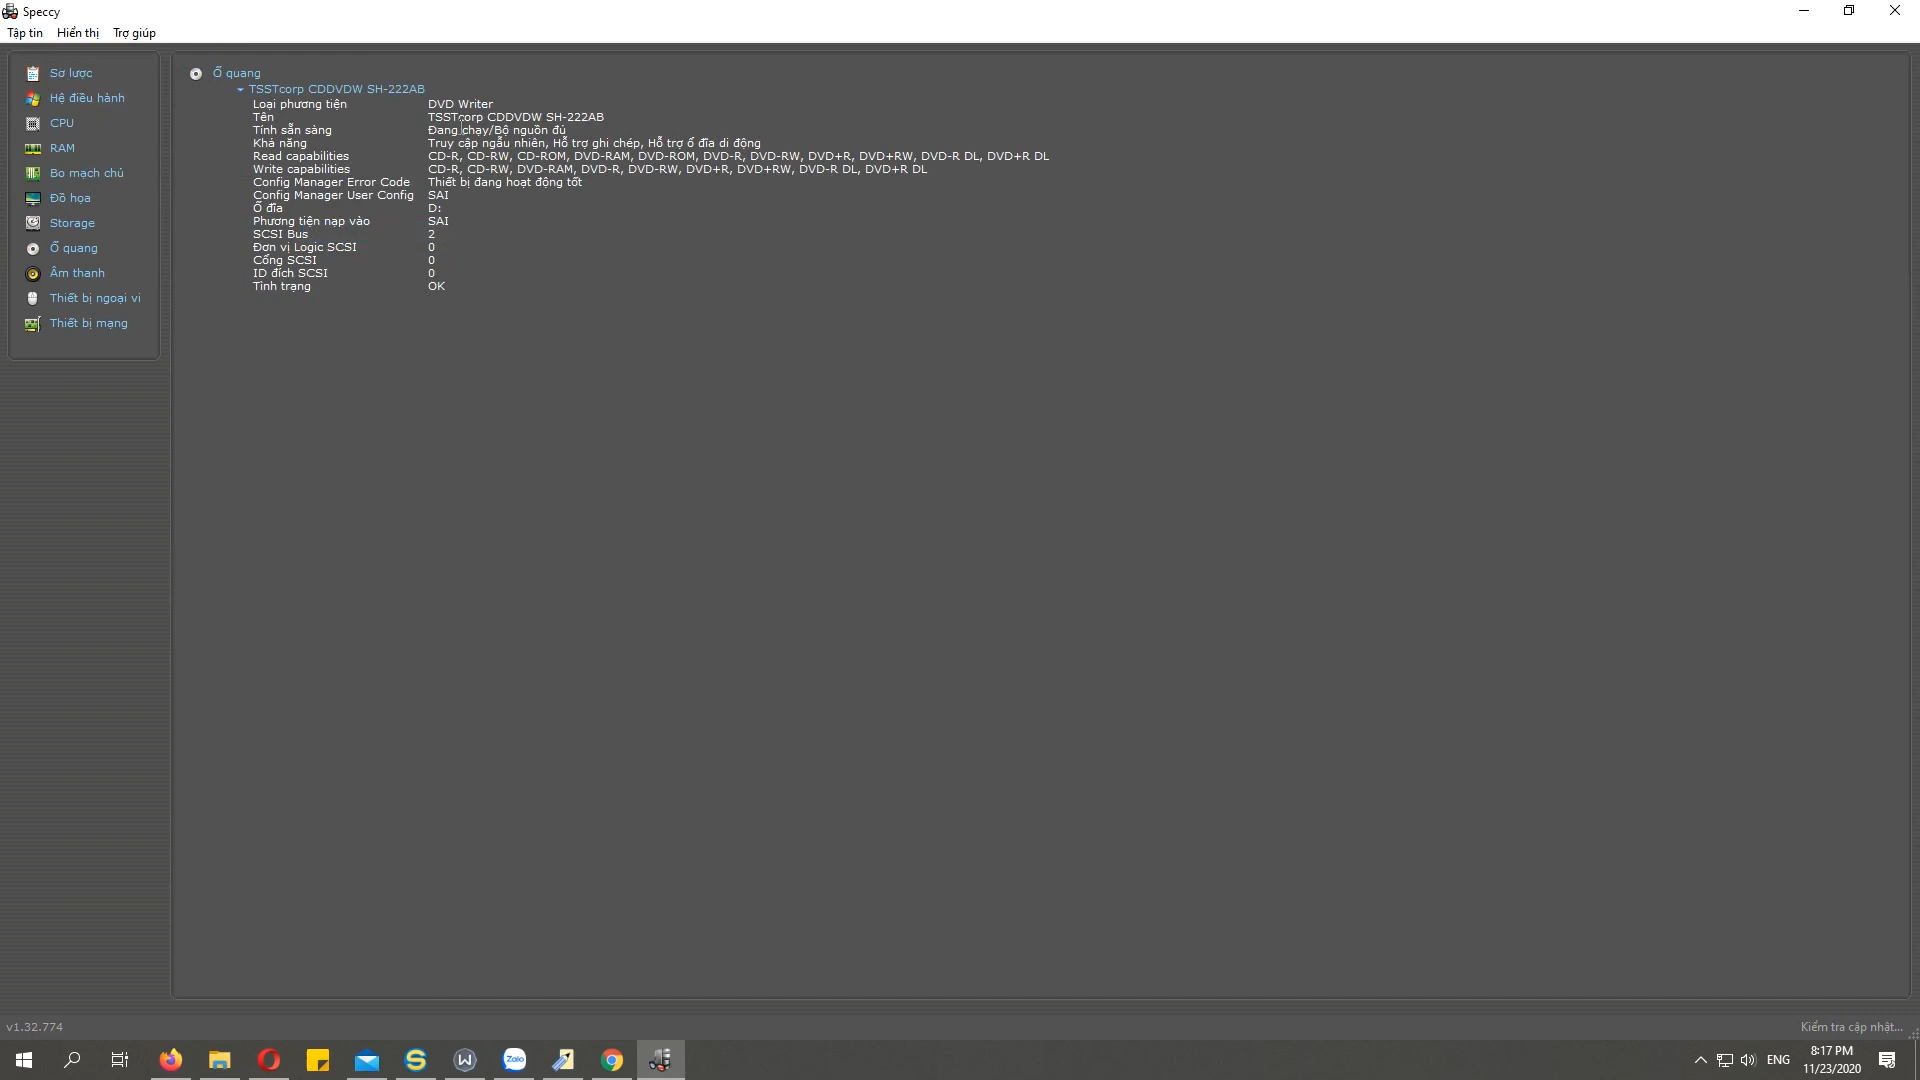 Speccy
Tập tin Hiển thị Trợ giúp
Sơ lược
Hệ điều hành
CPU
RAM
Bo mạch chủ
Đồ họa
Storage
Ổ quang
Âm thanh
Thiết bị ngoại vi
Thiết bị mạng
Ổ quang
TSSTcorp CDDVDW SH-222AB
Loại phương tiện DVD Writer
Tên TSSTcorp CDDVDW SH-222AB
Tính sẵn sàng Đang chạy/Bộ nguồn đủ
Khả năng Truy cập ngẫu nhiên, Hỗ trợ ghi chép, Hỗ trợ ổ đĩa di động
Read capabilities CD-R, CD-RW, CD-ROM, DVD-RAM, DVD-ROM, DVD-R, DVD-RW, DVD+R, DVD+RW, DVD-R DL, DVD+R DL
Write capabilities CD-R, CD-RW, DVD-RAM, DVD-R, DVD-RW, DVD+R, DVD+RW, DVD-R DL, DVD+R DL
Config Manager Error Code Thiết bị đang hoạt động tốt
Config Manager User Config SAI
Ổ đĩa D:
Phương tiện nạp vào SAI
SCSI Bus 2
Đơn vị Logic SCSI 0
Cổng SCSI 0
ID đích SCSI 0
Tình trạng OK
v1.32.774
Kiểm tra cập nhật...
Zalo
ENG
8:17 PM
11/23/2020